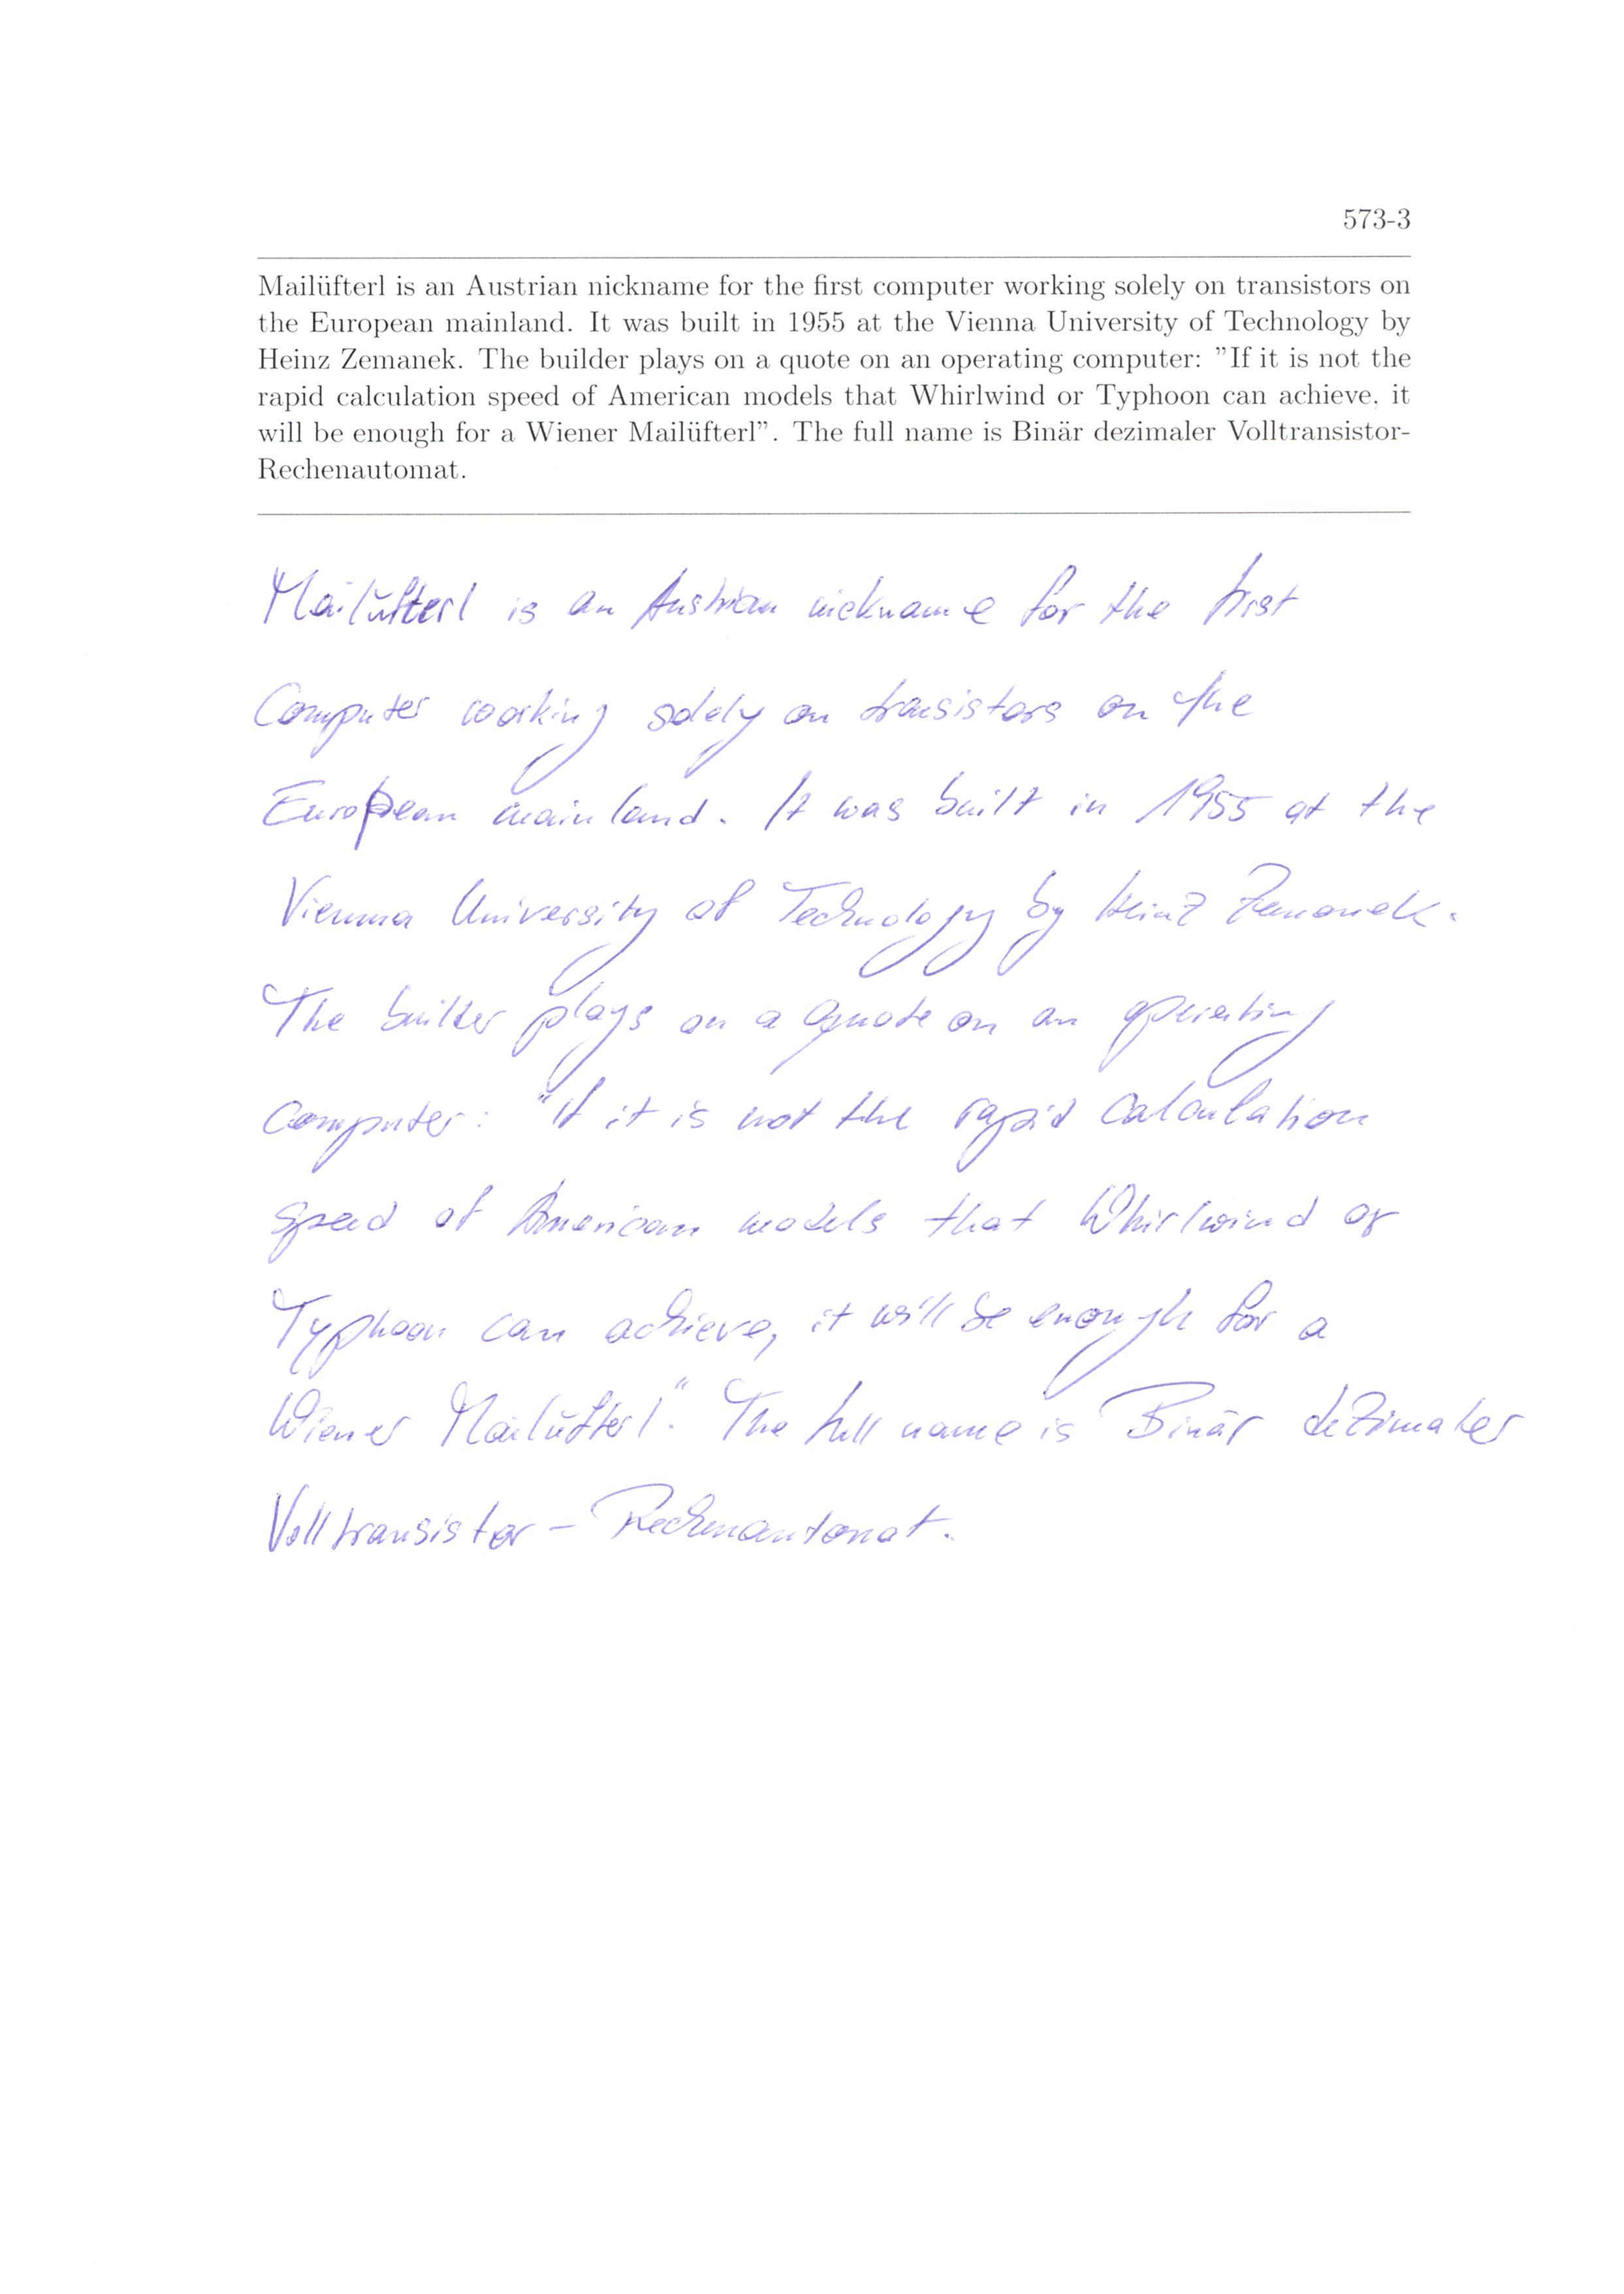 573-3
Mailüfterl is an Austrian nickname for the first computer working solely on transistors on
the European mainland. It was built in 1955 at the Vienna University of Technology by
Heinz Zemanek. The builder plays on a quote on an operating computer: "If it is not the
rapid calculation speed of American models that Whirlwind or Typhoon can achieve, it
will be enough for a Wiener Mailüfterl". The full name is Binär dezimaler Volltransistor-
Rechenautomat.
Mailüfterl is an Austrian nickname for the first
Computer working solely on transistors on the
European mainland. It was built in 1955 at the
Vienna University of Technology by Heinz Zemanek.
The builder plays on a quote on an operating
Computer: "if it is not the rapid calculation
speed of American models that Whirlwind or
Typhoon can achieve, it will be enough for a
Wiener Mailüfterl". The full name is Binär dezimaler
Volltransistor - Rechenautomat.